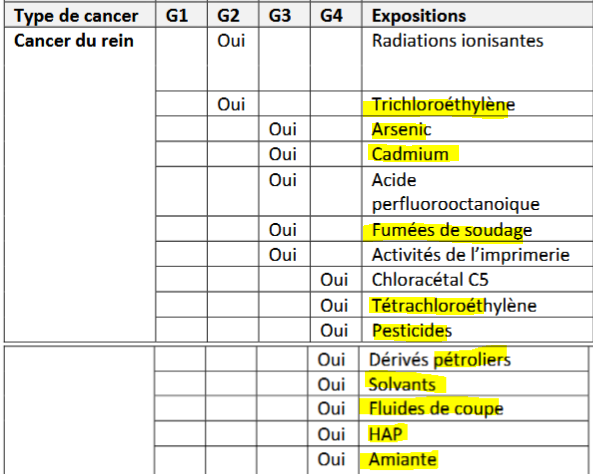 Type de cancer G1 G2 G3 G4 Expositions
Cancer du rein Oui Radiations ionisantes
Oui Trichloroéthylène
Oui Arsenic
Oui Cadmium
Oui Acide
perfluorooctanoique
Oui Fumées de soudage
Oui Activités de l'imprimerie
Oui Chloracétal C5
Oui Tétrachloroéthylène
Oui Pesticides
Oui Dérivés pétroliers
Oui Solvants
Oui Fluides de coupe
Oui HAP
Oui Amiante